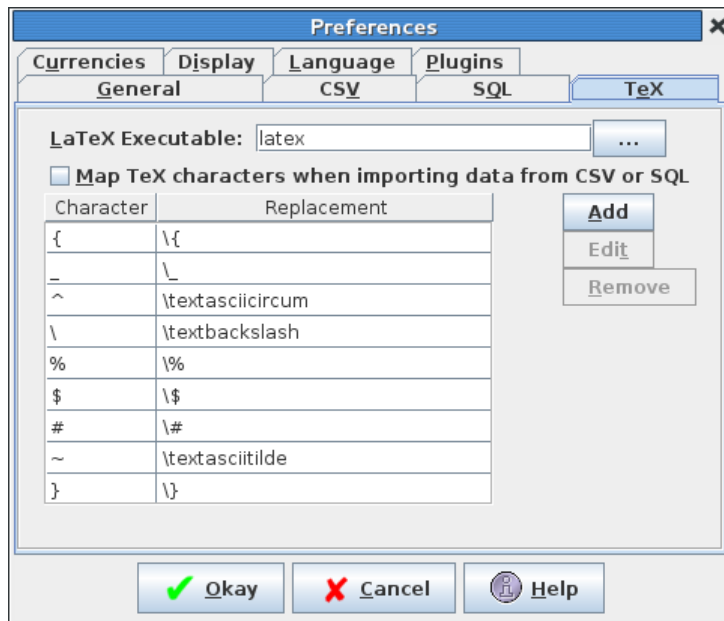 Preferences
Currencies Display Language Plugins
General CSV SQL TeX
LaTeX Executable: latex ...
Map TeX characters when importing data from CSV or SQL
Character Replacement Add
{ \{ Edit
_ \_
^ \textasciicircum Remove
\ \textbackslash
% \%
$ \$
# \#
~ \textasciitilde
} \}
Okay Cancel Help